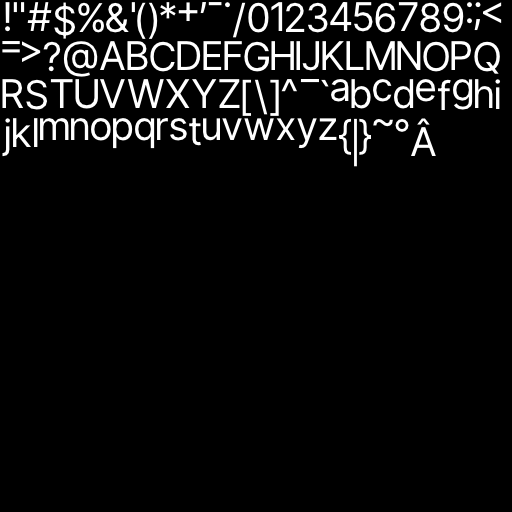 !"#$%&'()*+,-./0123456789:;<
=>?@ABCDEFGHIJKLMNOPQ
RSTUVWXYZ[\]^_`abcdefghi
jklmnopqrstuvwxyz{|}~°Â